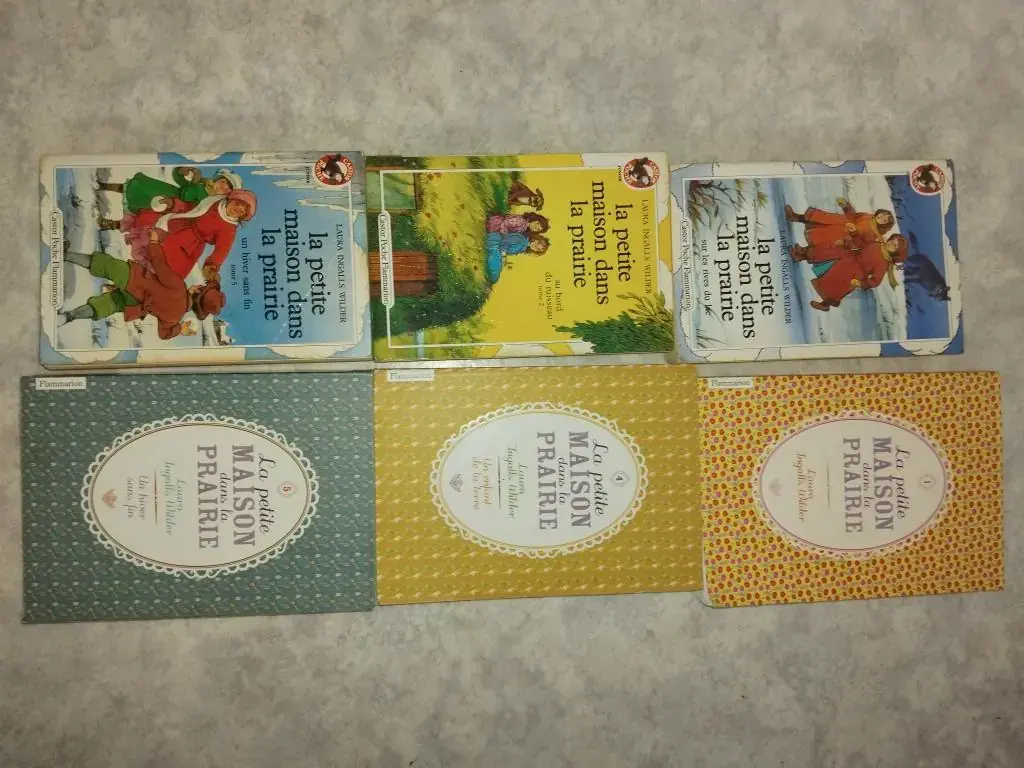 LAURA INGALLS WILDER
la petite
maison dans
la prairie
un hiver sans fin
tome 5
Castor Poche Flammarion
LAURA INGALLS WILDER
la petite
maison dans
la prairie
au bord
du ruisseau
tome 2
Castor Poche Flammarion
LAURA INGALLS WILDER
la petite
maison dans
la prairie
sur les rives du
Castor Poche Flammarion
Flammarion
5
La petite
MAISON
dans la
PRAIRIE
Laura
Ingalls Wilder
Un hiver
sans fin
Flammarion
4
La petite
MAISON
dans la
PRAIRIE
Laura
Ingalls Wilder
Un enfant
de la terre
Flammarion
1
La petite
MAISON
dans la
PRAIRIE
Laura
Ingalls Wilder